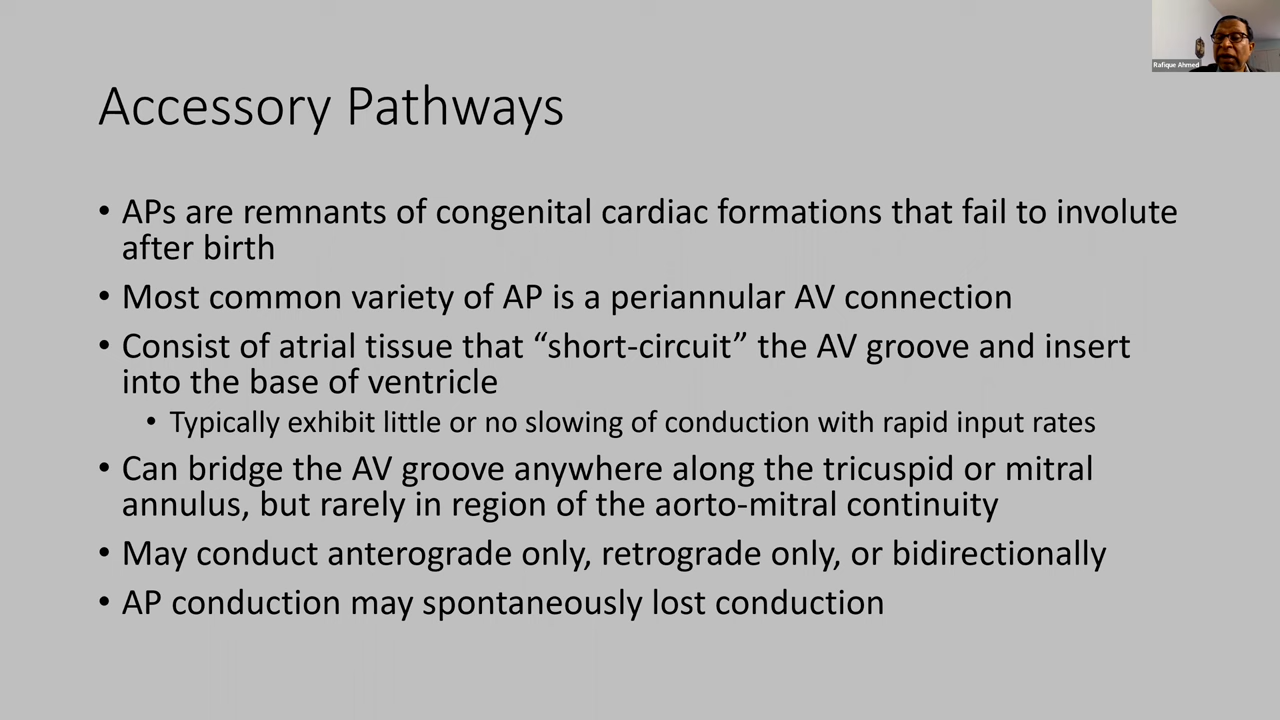 Rafique Ahmed
Accessory Pathways
• APs are remnants of congenital cardiac formations that fail to involute
after birth
• Most common variety of AP is a periannular AV connection
• Consist of atrial tissue that “short-circuit” the AV groove and insert
into the base of ventricle
• Typically exhibit little or no slowing of conduction with rapid input rates
• Can bridge the AV groove anywhere along the tricuspid or mitral
annulus, but rarely in region of the aorto-mitral continuity
• May conduct anterograde only, retrograde only, or bidirectionally
• AP conduction may spontaneously lost conduction